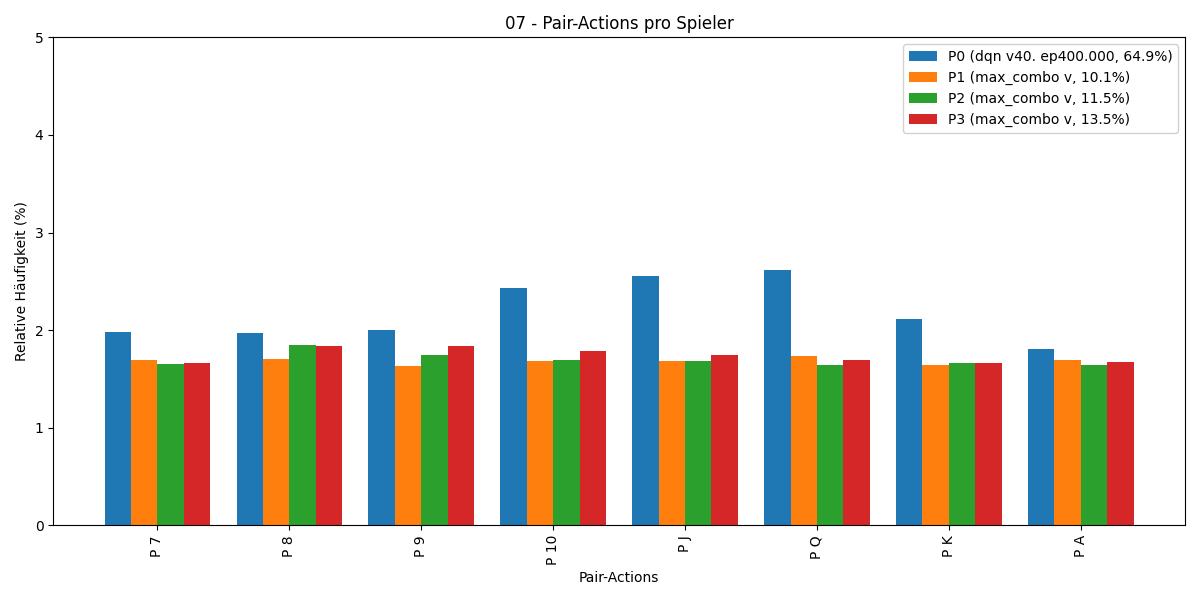 07 - Pair-Actions pro Spieler
Relative Häufigkeit (%)
5
4
3
2
1
0
P0 (dqn v40. ep400.000, 64.9%)
P1 (max_combo v, 10.1%)
P2 (max_combo v, 11.5%)
P3 (max_combo v, 13.5%)
P 7
P 8
P 9
P 10
P J
P Q
P K
P A
Pair-Actions